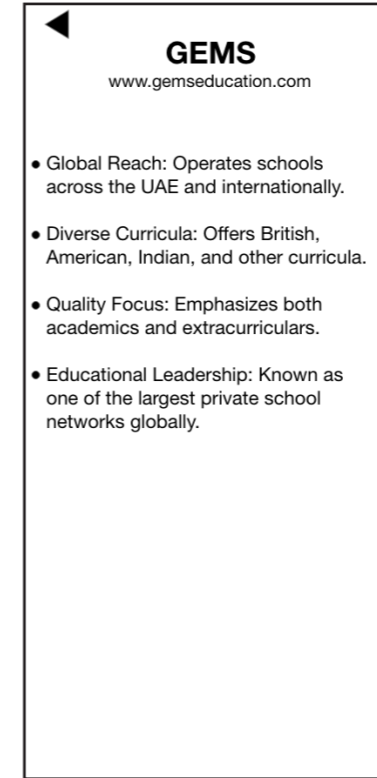 GEMS
www.gemseducation.com
• Global Reach: Operates schools
across the UAE and internationally.
• Diverse Curricula: Offers British,
American, Indian, and other curricula.
• Quality Focus: Emphasizes both
academics and extracurriculars.
• Educational Leadership: Known as
one of the largest private school
networks globally.